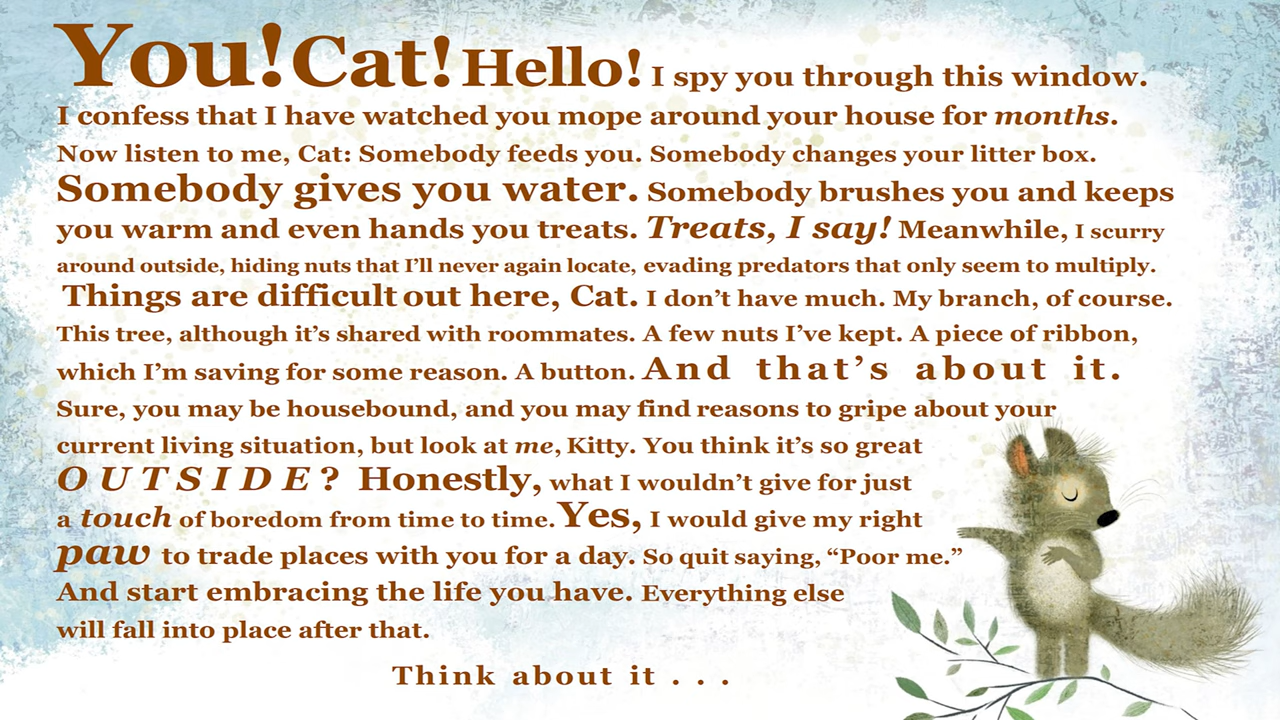 You! Cat! Hello! I spy you through this window.
I confess that I have watched you mope around your house for months.
Now listen to me, Cat: Somebody feeds you. Somebody changes your litter box.
Somebody gives you water. Somebody brushes you and keeps
you warm and even hands you treats. Treats, I say! Meanwhile, I scurry
around outside, hiding nuts that I’ll never again locate, evading predators that only seem to multiply.
Things are difficult out here, Cat. I don’t have much. My branch, of course.
This tree, although it’s shared with roommates. A few nuts I’ve kept. A piece of ribbon,
which I’m saving for some reason. A button. And that’s about it.
Sure, you may be housebound, and you may find reasons to gripe about your
current living situation, but look at me, Kitty. You think it’s so great
OUTSIDE? Honestly, what I wouldn’t give for just
a touch of boredom from time to time. Yes, I would give my right
paw to trade places with you for a day. So quit saying, “Poor me.”
And start embracing the life you have. Everything else
will fall into place after that.
Think about it . . .